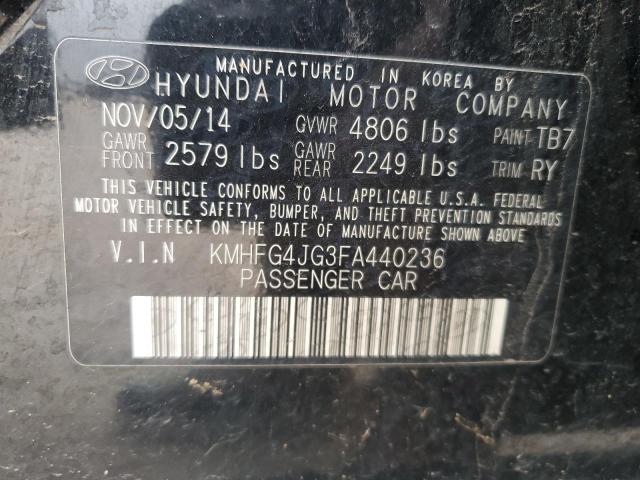 MANUFACTURED IN KOREA BY
HYUNDAI MOTOR COMPANY
NOV/05/14 GVWR 4806 lbs PAINT TB7
GAWR FRONT 2579 lbs GAWR REAR 2249 lbs TRIM RY
THIS VEHICLE CONFORMS TO ALL APPLICABLE U.S.A. FEDERAL
MOTOR VEHICLE SAFETY, BUMPER, AND THEFT PREVENTION STANDARDS
IN EFFECT ON THE DATE OF MANUFACTURE SHOWN ABOVE.
V.I.N KMHFG4JG3FA440236
PASSENGER CAR